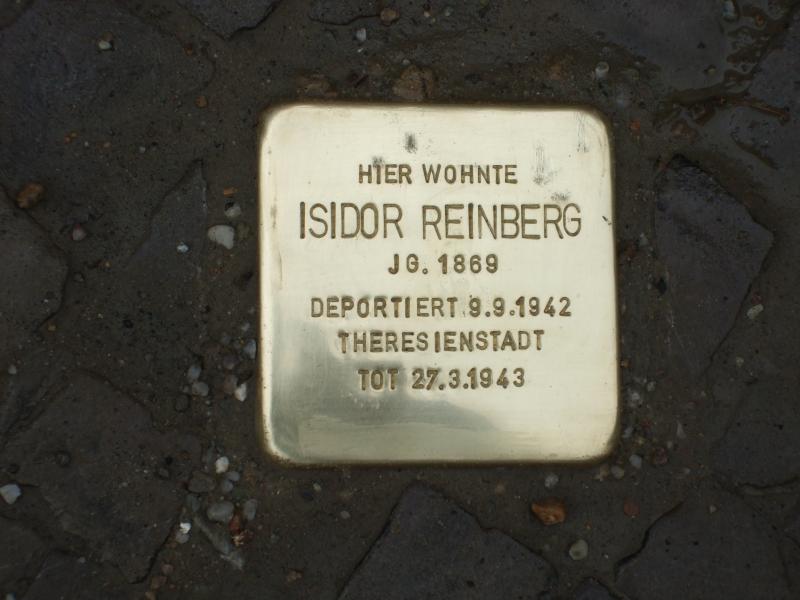 HIER WOHNTE
ISIDOR REINBERG
JG. 1869
DEPORTIERT 9.9.1942
THERESIENSTADT
TOT 27.3.1943